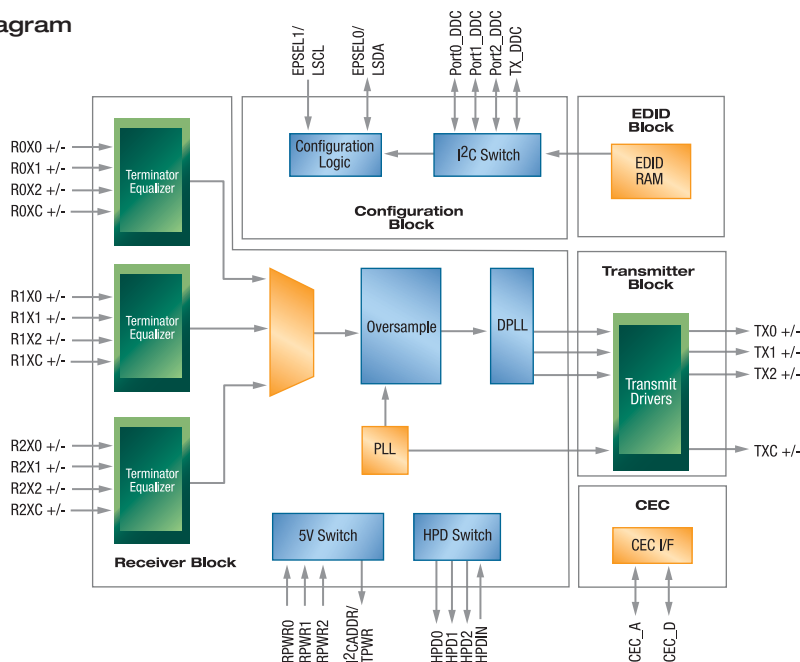 agram
EPSEL1/
LSCL
EPSEL0/
LSDA
Port0_DDC
Port1_DDC
Port2_DDC
TX_DDC
R0X0 +/-
R0X1 +/-
R0X2 +/-
R0XC +/-
Terminator
Equalizer
Configuration
Logic
I2C Switch
Configuration
Block
EDID
Block
EDID
RAM
R1X0 +/-
R1X1 +/-
R1X2 +/-
R1XC +/-
Terminator
Equalizer
Oversample
DPLL
Transmitter
Block
Transmit
Drivers
TX0 +/-
TX1 +/-
TX2 +/-
TXC +/-
R2X0 +/-
R2X1 +/-
R2X2 +/-
R2XC +/-
Terminator
Equalizer
PLL
Receiver Block
5V Switch
HPD Switch
CEC
CEC I/F
RPWR0
RPWR1
RPWR2
I2CADDR/
TPWR
HPD0
HPD1
HPD2
HPDIN
CEC_A
CEC_D